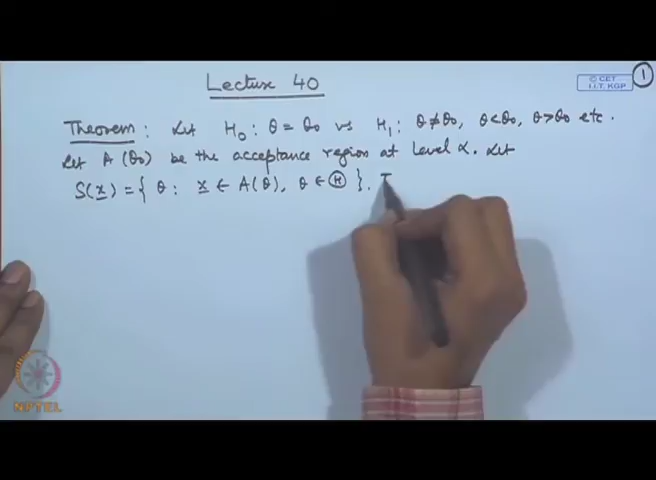 Lecture 40
© CET
I.I.T. KGP
1
Theorem : Let H₀ : θ = θ₀ vs H₁ : θ ≠ θ₀, θ < θ₀, θ > θ₀ etc.
Let A (θ₀) be the acceptance region at level α. Let
S(x̲) = { θ : x̲ ∈ A(θ), θ ∈ Ⓗ }. T
NPTEL